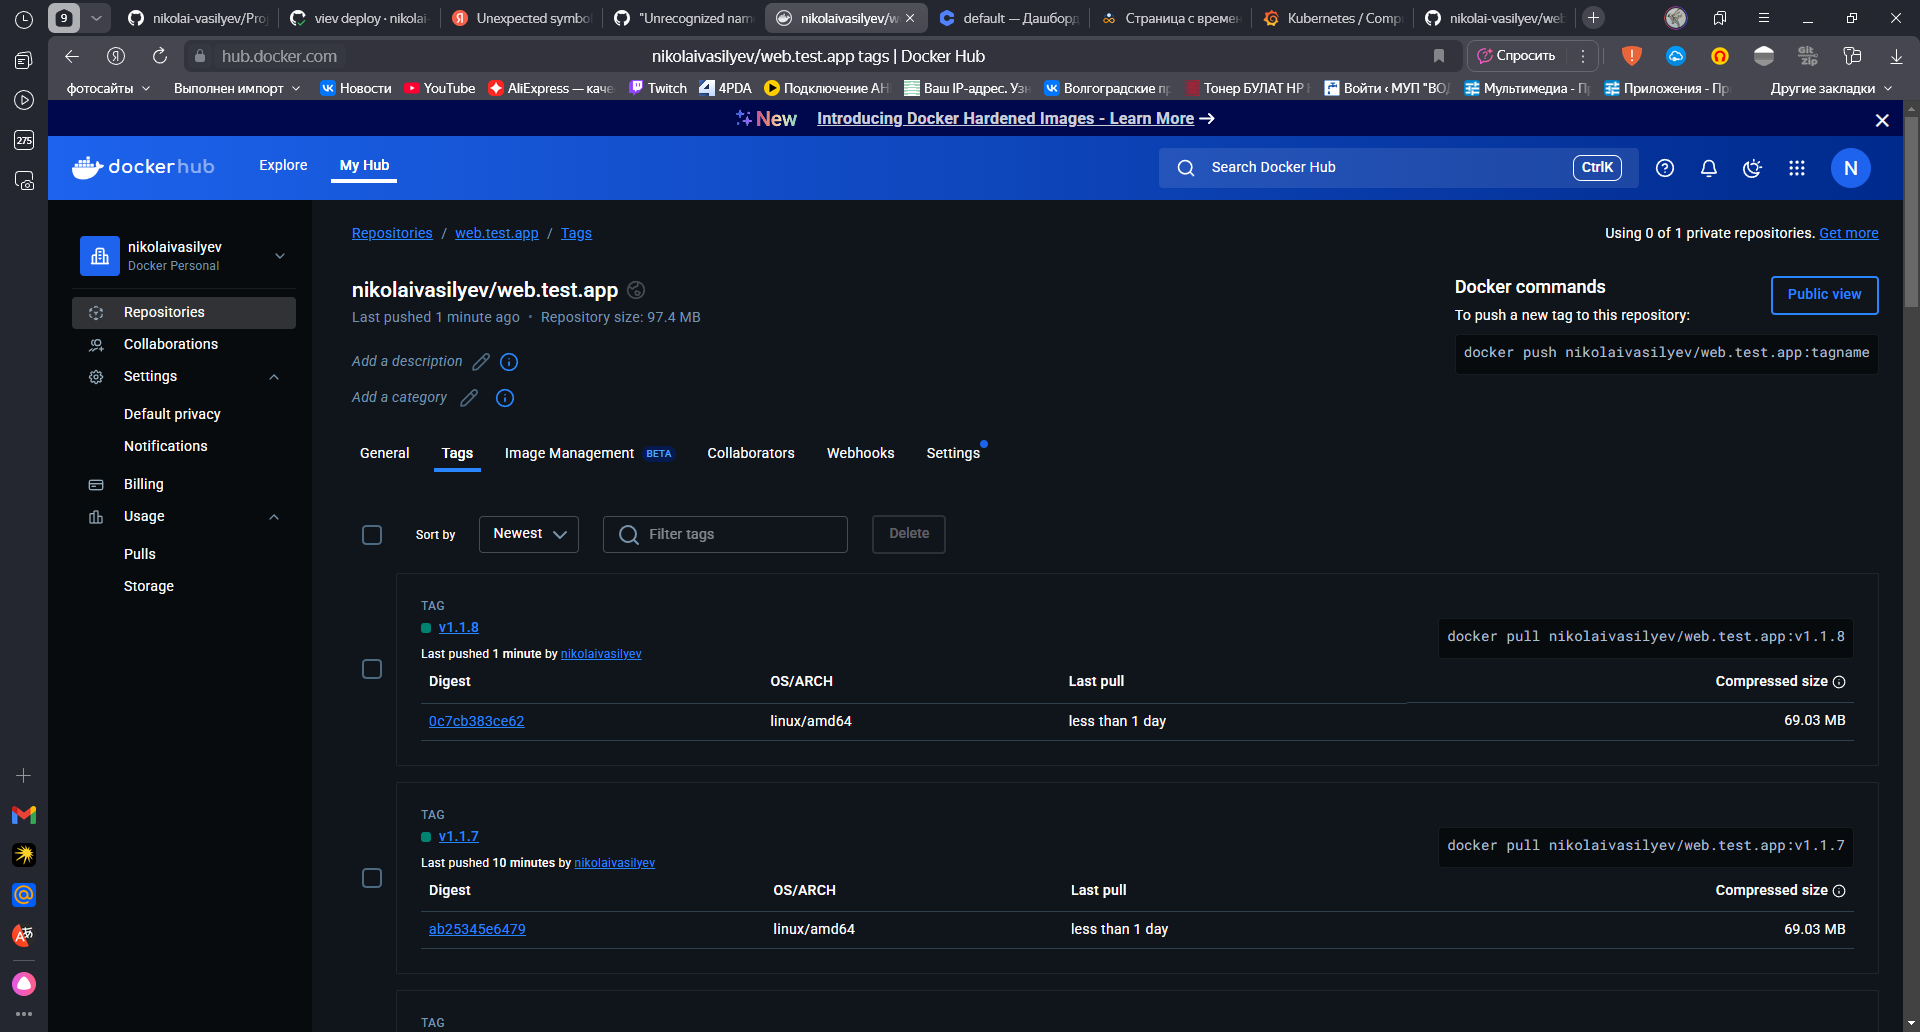 9
nikolai-vasilyev/Pro
viev deploy · nikolai-
Unexpected symbol
"Unrecognized nam
nikolaivasilyev/w
default — Дашборд
Страница с времен
Kubernetes / Comp
nikolai-vasilyev/web
hub.docker.com
nikolaivasilyev/web.test.app tags | Docker Hub
Спросить
фотосайты
Выполнен импорт
Новости
YouTube
AliExpress — каче
Twitch
4PDA
Подключение АН
Ваш IP-адрес. Узн
Волгоградские п
Тонер БУЛАТ HP
Войти ‹ МУП "ВО
Мультимедиа - П
Приложения - Пр
Другие закладки
275
New Introducing Docker Hardened Images - Learn More →
dockerhub
Explore
My Hub
Search Docker Hub
CtrlK
N
nikolaivasilyev
Docker Personal
Repositories
Collaborations
Settings
Default privacy
Notifications
Billing
Usage
Pulls
Storage
Repositories / web.test.app / Tags
Using 0 of 1 private repositories. Get more
nikolaivasilyev/web.test.app
Last pushed 1 minute ago · Repository size: 97.4 MB
Add a description
Add a category
Docker commands
Public view
To push a new tag to this repository:
docker push nikolaivasilyev/web.test.app:tagname
General
Tags
Image Management BETA
Collaborators
Webhooks
Settings
Sort by
Newest
Filter tags
Delete
TAG
v1.1.8
docker pull nikolaivasilyev/web.test.app:v1.1.8
Last pushed 1 minute by nikolaivasilyev
Digest OS/ARCH Last pull Compressed size
0c7cb383ce62 linux/amd64 less than 1 day 69.03 MB
TAG
v1.1.7
docker pull nikolaivasilyev/web.test.app:v1.1.7
Last pushed 10 minutes by nikolaivasilyev
Digest OS/ARCH Last pull Compressed size
ab25345e6479 linux/amd64 less than 1 day 69.03 MB
TAG